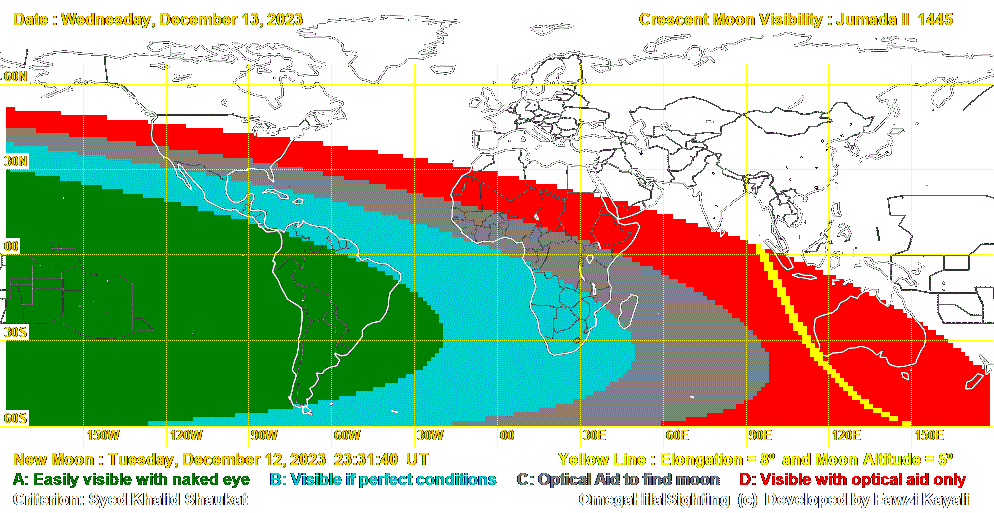 Date : Wednesday, December 13, 2023 Crescent Moon Visibility : Jumada II 1445
60N
30N
00
30S
60S
150W 120W 90W 60W 30W 00 30E 60E 90E 120E 150E
New Moon : Tuesday, December 12, 2023 23:31:40 UT Yellow Line : Elongation = 8° and Moon Altitude = 5°
A: Easily visible with naked eye B: Visible if perfect conditions C: Optical Aid to find moon D: Visible with optical aid only
Criterion: Syed Khalid Shaukat OmegaHilalSighting (c) Developed by Fawzi Kayali